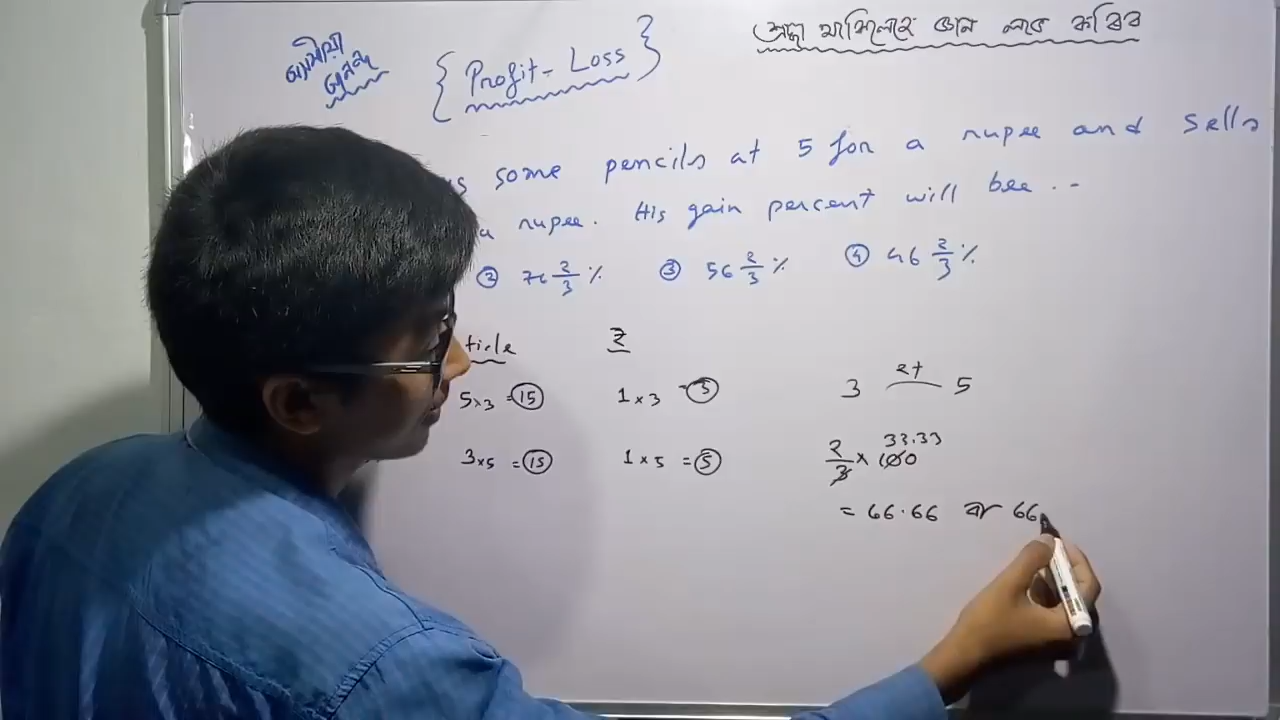 { Profit - Loss }
some pencils at 5 for a rupee and sells
a rupee. His gain percent will bee ..
② 76 2/3 % ③ 56 2/3 % ④ 46 2/3 %
ticle ₹
5×3 = 15 1×3 = 3 3 2+ 5
3×5 = 15 1×5 = 5
2/3 × 100 33.33
= 66.66 বা 66